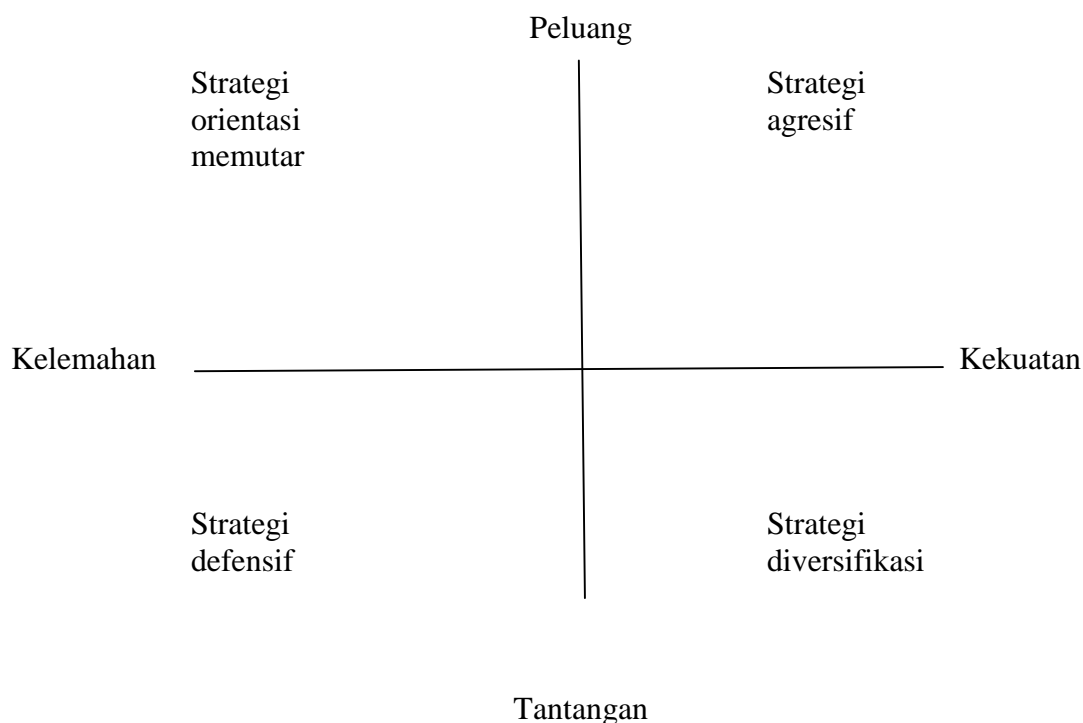 Peluang
Strategi
orientasi
memutar
Strategi
agresif
Kelemahan
Kekuatan
Strategi
defensif
Strategi
diversifikasi
Tantangan